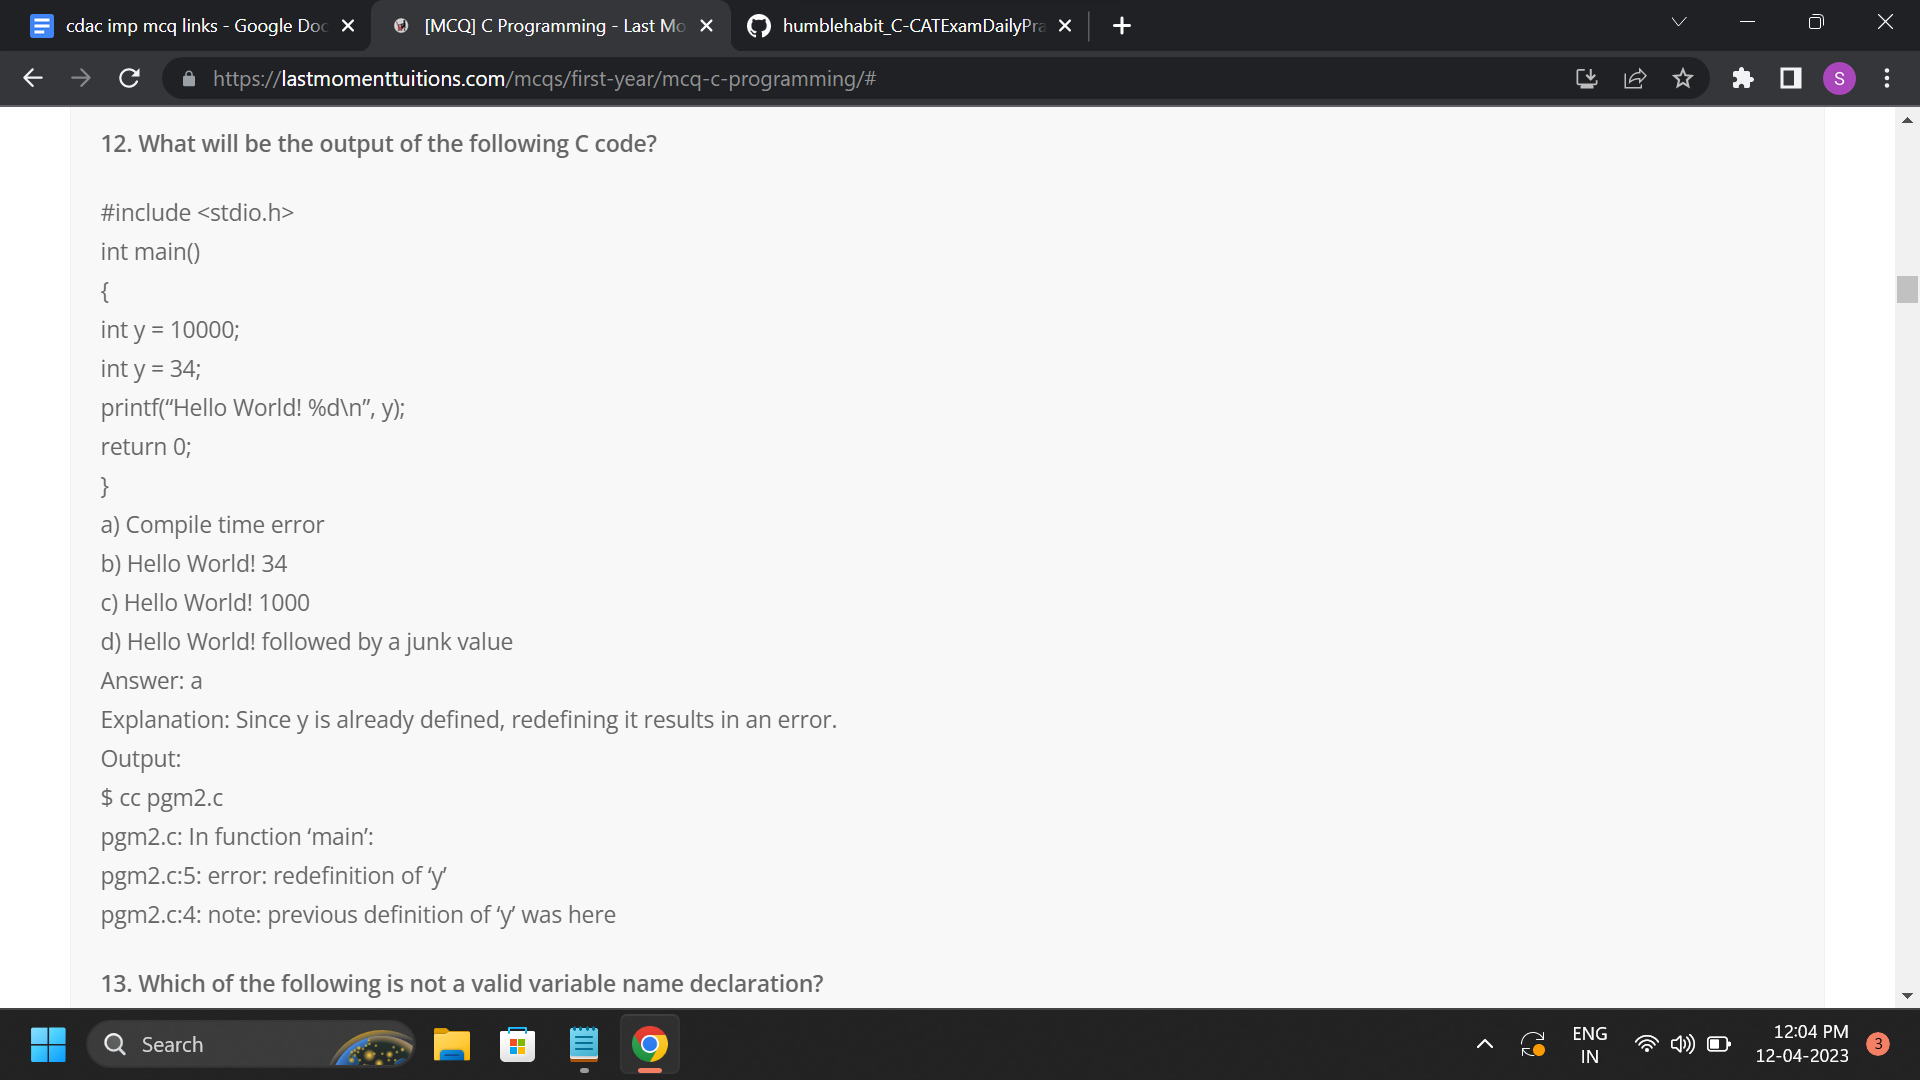 cdac imp mcq links - Google Doc
[MCQ] C Programming - Last Mo
humblehabit_C-CATExamDailyPra
https://lastmomenttuitions.com/mcqs/first-year/mcq-c-programming/#
S
12. What will be the output of the following C code?
#include <stdio.h>
int main()
{
int y = 10000;
int y = 34;
printf(“Hello World! %d\n”, y);
return 0;
}
a) Compile time error
b) Hello World! 34
c) Hello World! 1000
d) Hello World! followed by a junk value
Answer: a
Explanation: Since y is already defined, redefining it results in an error.
Output:
$ cc pgm2.c
pgm2.c: In function ‘main’:
pgm2.c:5: error: redefinition of ‘y’
pgm2.c:4: note: previous definition of ‘y’ was here
13. Which of the following is not a valid variable name declaration?
Search
ENG
IN
12:04 PM
12-04-2023
3